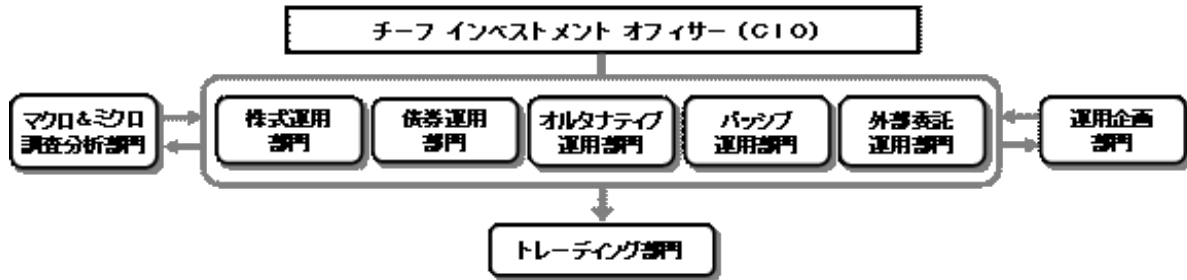 チーフ インベストメント オフィサー（CIO）
マクロ&ミクロ
調査分析部門
株式運用
部門
債券運用
部門
オルタナティブ
運用部門
パッシブ
運用部門
外部委託
運用部門
運用企画
部門
トレーディング部門